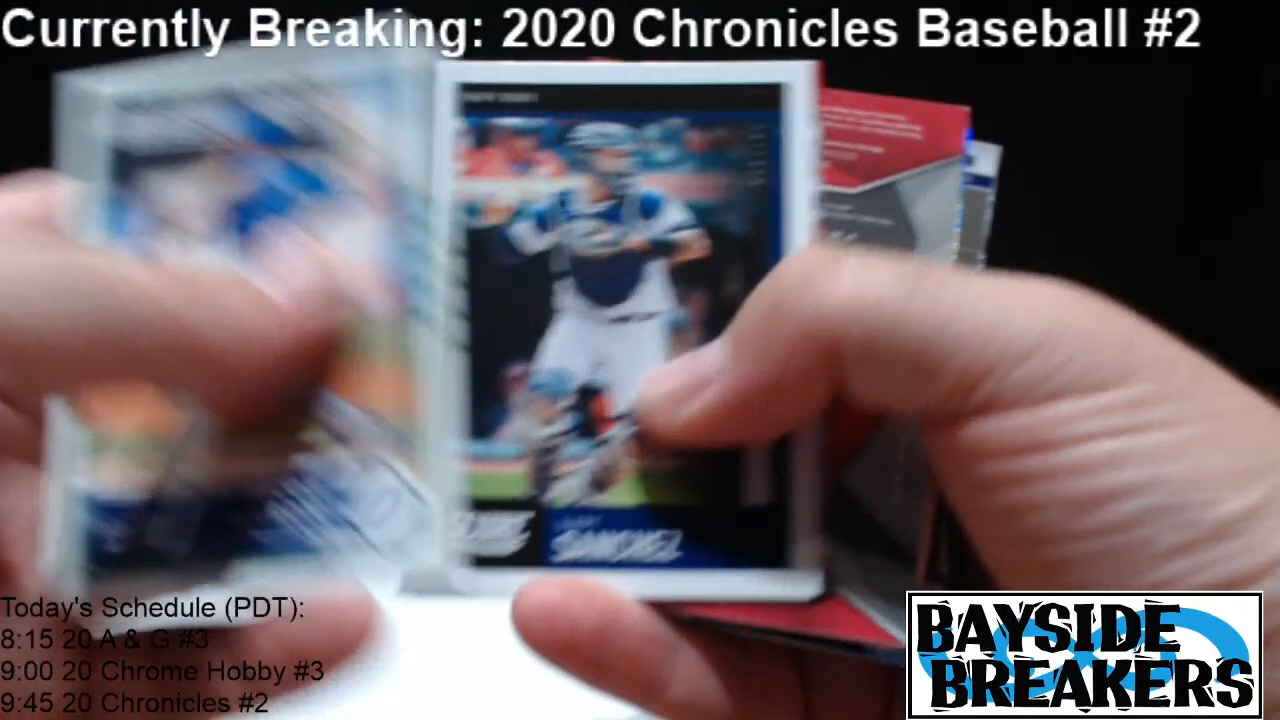 Currently Breaking: 2020 Chronicles Baseball #2
SANCHEZ
Today's Schedule (PDT):
8:15 20 A & G #3
9:00 20 Chrome Hobby #3
9:45 20 Chronicles #2
BAYSIDE
BREAKERS